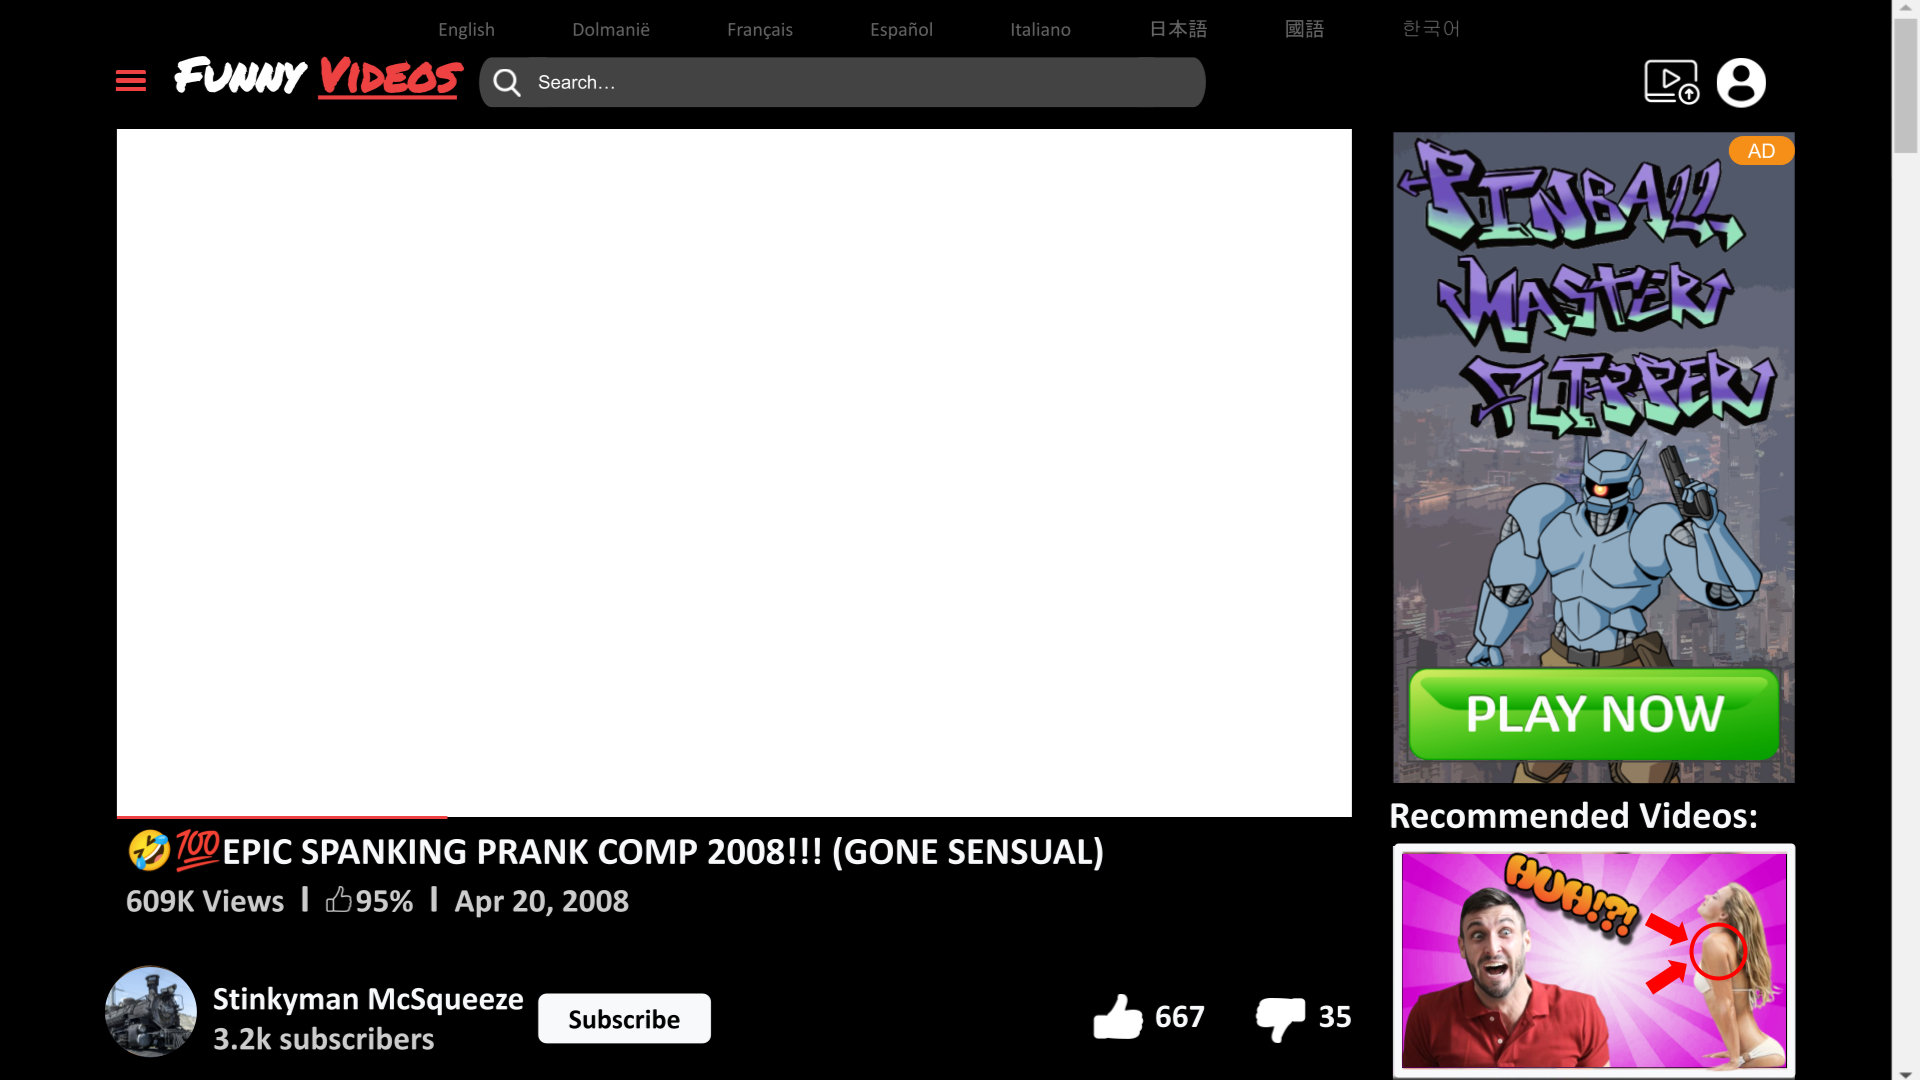 English Dolmanië Français Español Italiano 日本語 國語 한국어
FUNNY VIDEOS
Search...
AD
PINBALL
MASTER
FLIPPER
PLAY NOW
🤣💯EPIC SPANKING PRANK COMP 2008!!! (GONE SENSUAL)
609K Views | 95% | Apr 20, 2008
Stinkyman McSqueeze
3.2k subscribers
Subscribe
667
35
Recommended Videos:
HUH!?!